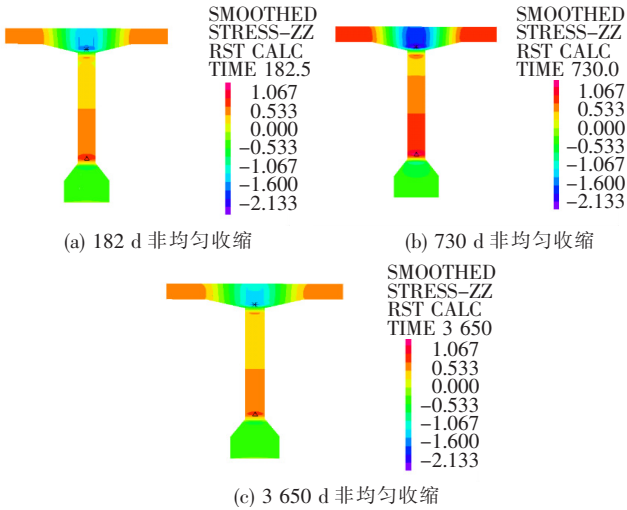 SMOOTHED
STRESS-ZZ
RST CALC
TIME 182.5
1.067
0.533
0.000
-0.533
-1.067
-1.600
-2.133
(a) 182 d 非均匀收缩
SMOOTHED
STRESS-ZZ
RST CALC
TIME 730.0
1.067
0.533
0.000
-0.533
-1.067
-1.600
-2.133
(b) 730 d 非均匀收缩
SMOOTHED
STRESS-ZZ
RST CALC
TIME 3 650
1.067
0.533
0.000
-0.533
-1.067
-1.600
-2.133
(c) 3 650 d 非均匀收缩